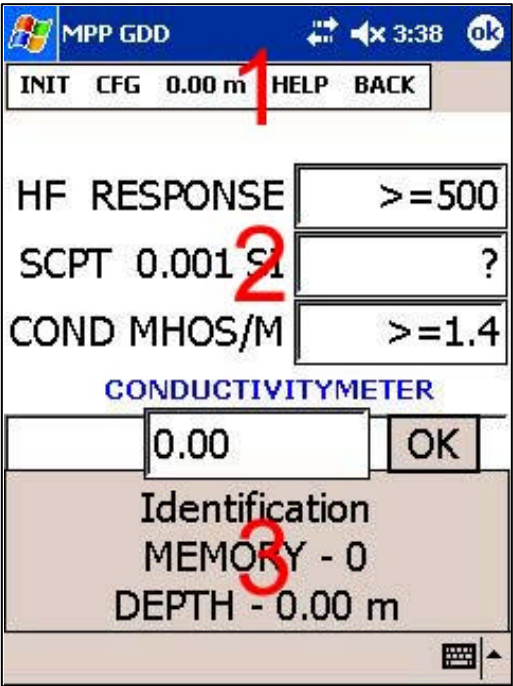 MPP GDD 3:38 ok
1
INIT CFG 0.00 m HELP BACK
HF RESPONSE >=500
SCPT 0.001 SI ?
2
COND MHOS/M >=1.4
CONDUCTIVITYMETER
0.00 OK
Identification
MEMORY - 0
3
DEPTH - 0.00 m